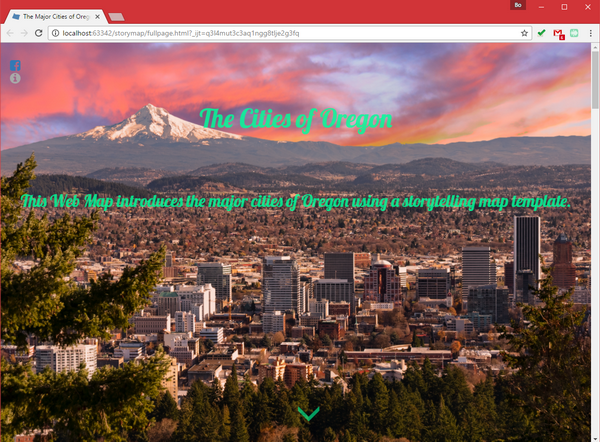 Bo
The Major Cities of Oreg
localhost:63342/storymap/fullpage.html?_ijt=q3l4mut3c3aq1ngg8tlje2g3fq
The Cities of Oregon
This Web Map introduces the major cities of Oregon using a storytelling map template.